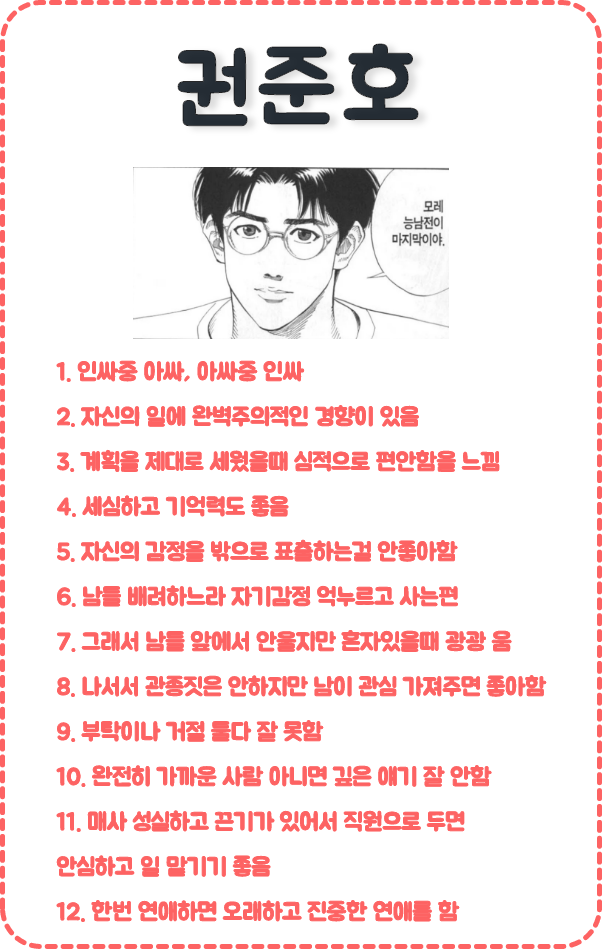 권준호
모레
능남전이
마지막이야.
1. 인싸중 아싸, 아싸중 인싸
2. 자신의 일에 완벽주의적인 경향이 있음
3. 계획을 제대로 세웠을때 심적으로 편안함을 느낌
4. 세심하고 기억력도 좋음
5. 자신의 감정을 밖으로 표출하는걸 안좋아함
6. 남들 배려하느라 자기감정 억누르고 사는편
7. 그래서 남들 앞에서 안울지만 혼자있을때 광광 움
8. 나서서 관종짓은 안하지만 남이 관심 가져주면 좋아함
9. 부탁이나 거절 둘다 잘 못함
10. 완전히 가까운 사람 아니면 깊은 얘기 잘 안함
11. 매사 성실하고 끈기가 있어서 직원으로 두면
안심하고 일 맡기기 좋음
12. 한번 연애하면 오래하고 진중한 연애를 함